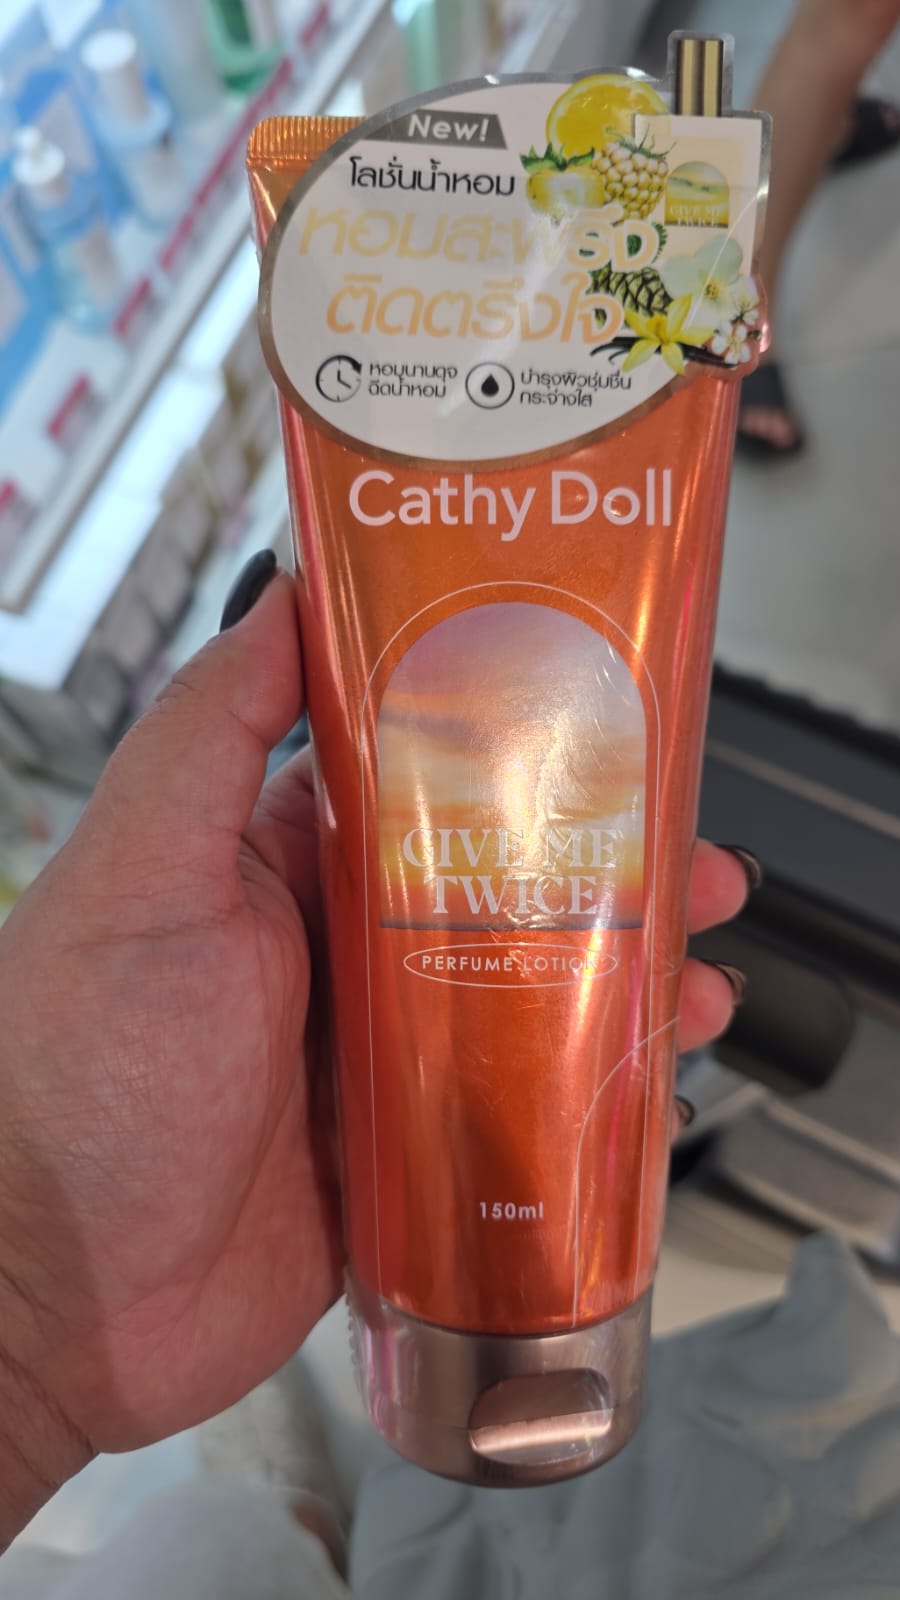 New!
โลชั่นน้ำหอม
หอมสะพรึง
ติดตรึงใจ
หอมนานดุจ
ฉีดน้ำหอม
บำรุงผิวชุ่มชื่น
กระจ่างใส
GIVE ME
TWICE
Cathy Doll
GIVE ME
TWICE
PERFUME LOTION
150ml